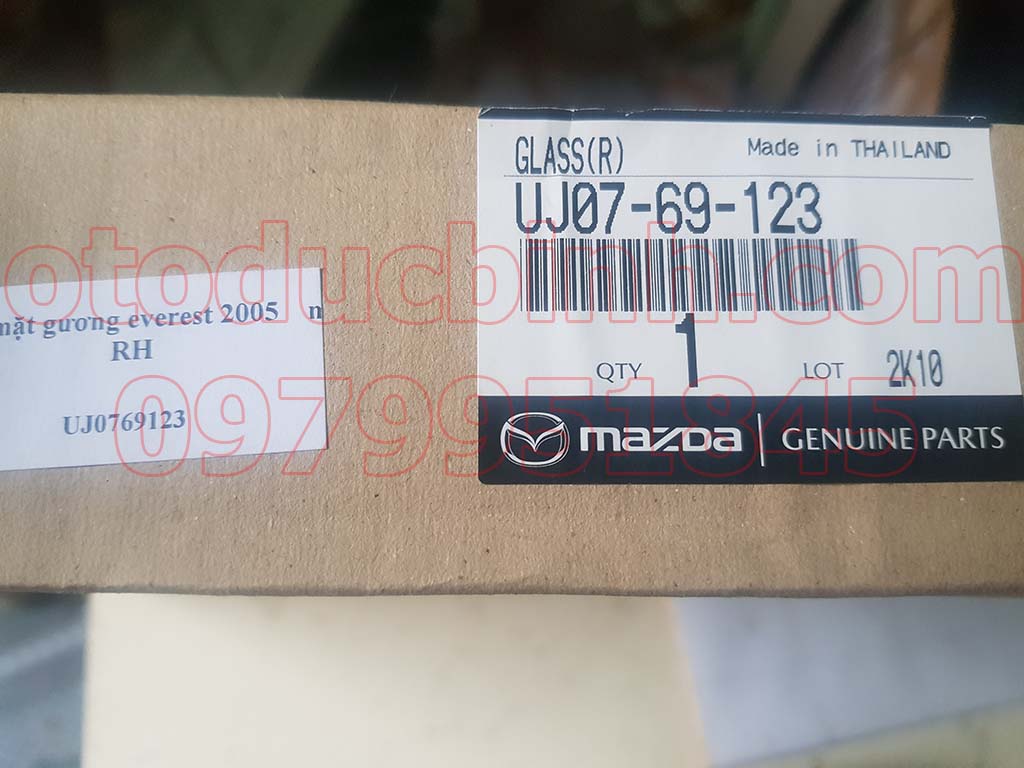 GLASS(R) Made in THAILAND
UJ07-69-123
QTY 1 LOT 2K10
mazda GENUINE PARTS
mặt gương everest 2005 n
RH
UJ0769123
otoducbinh.com
0979951845